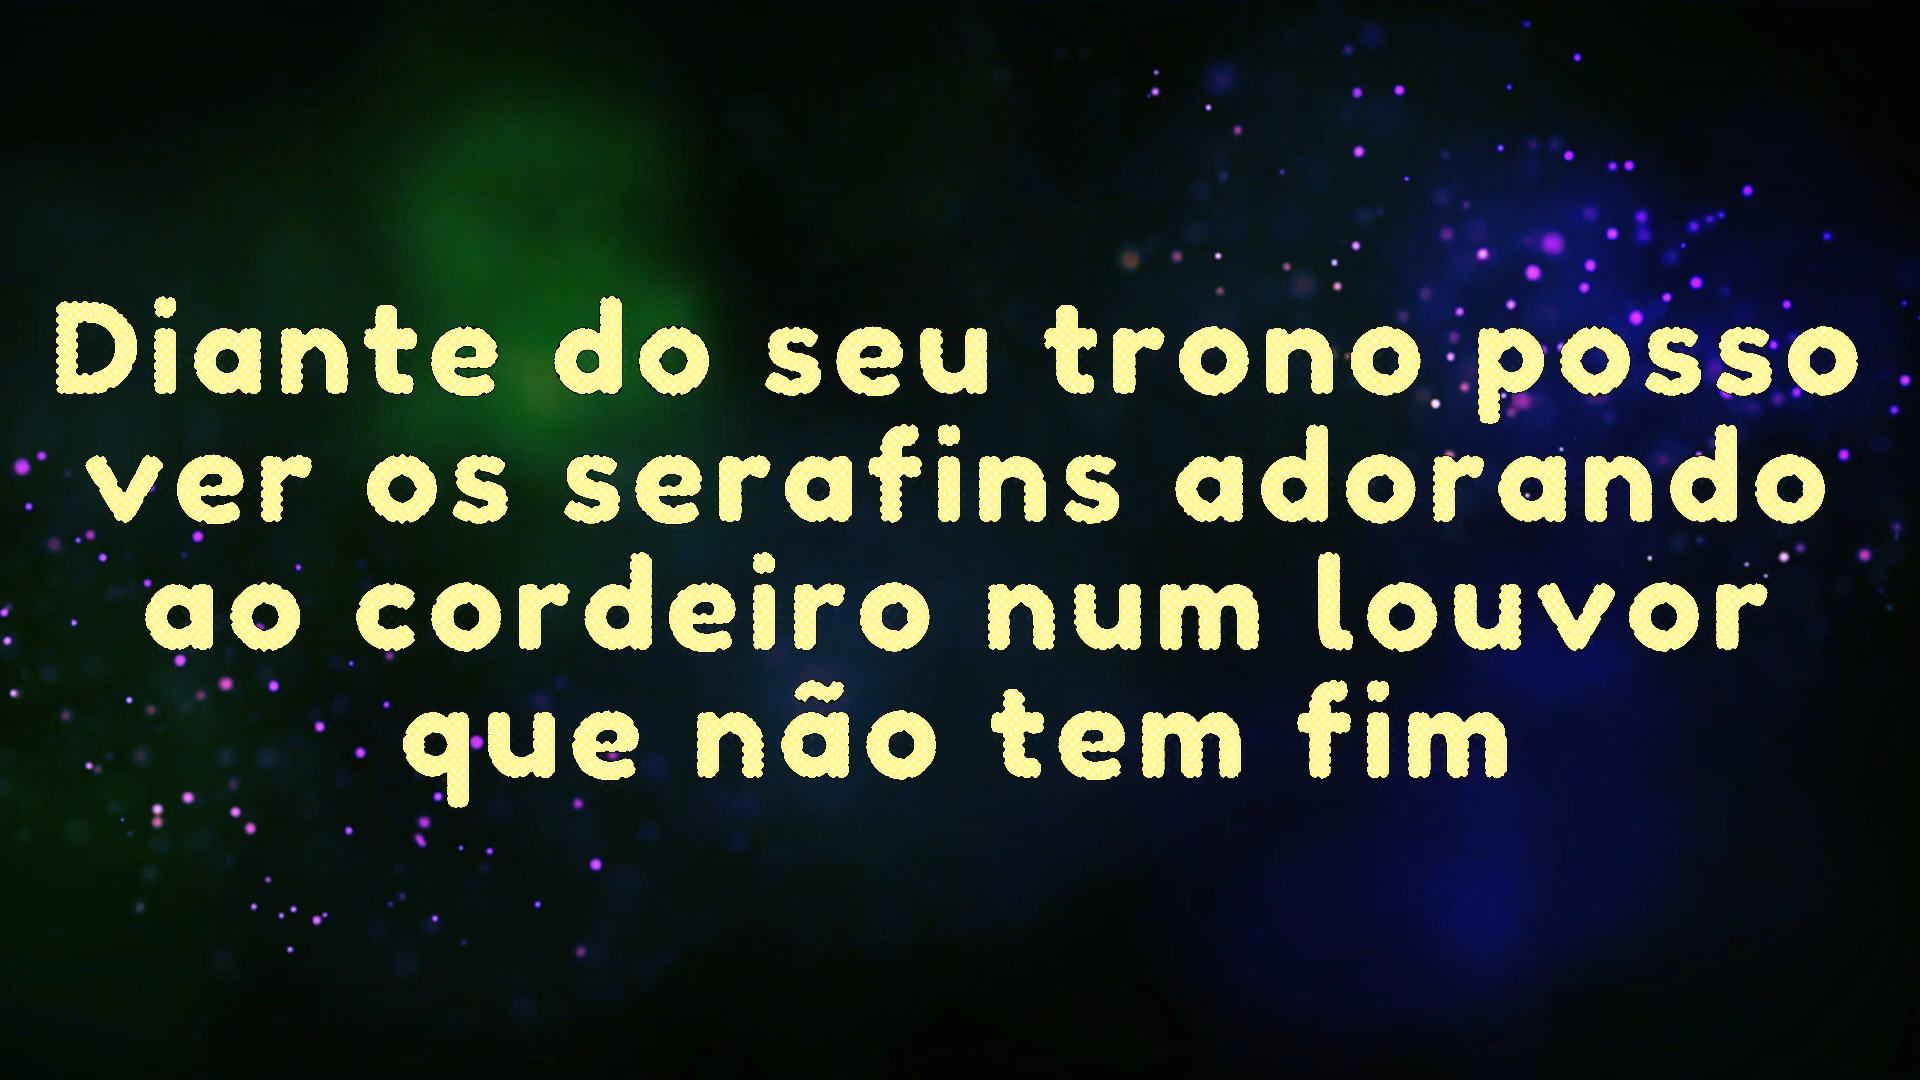 Diante do seu trono posso
ver os serafins adorando
ao cordeiro num louvor
que não tem fim